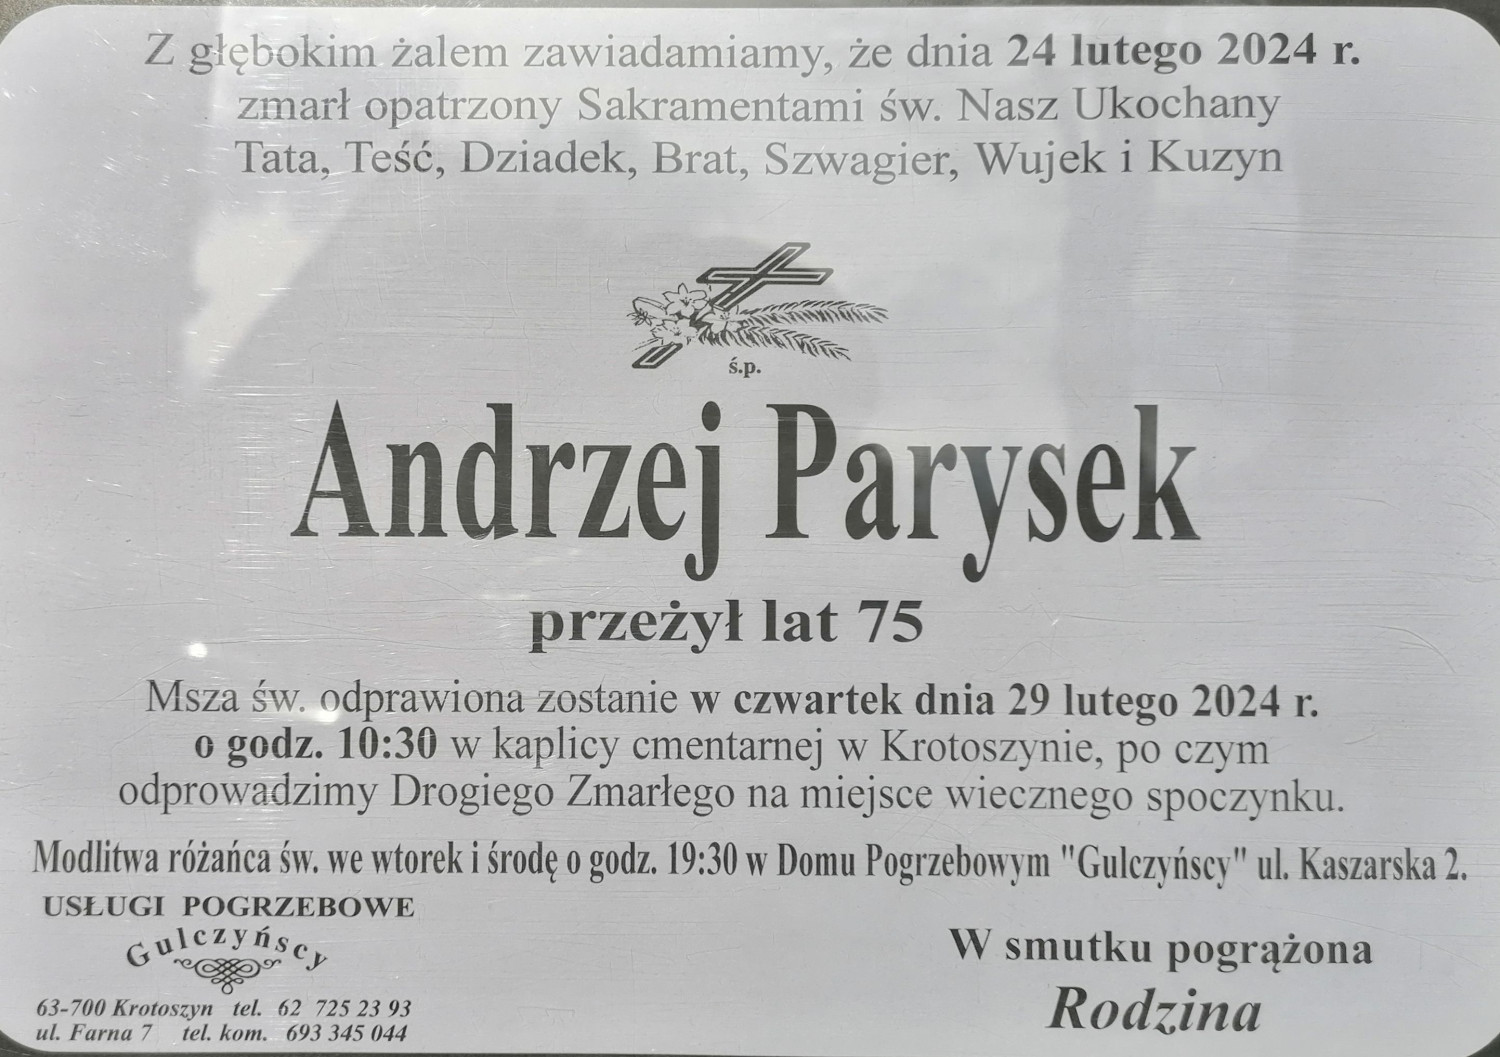 Z głębokim żalem zawiadamiamy, że dnia 24 lutego 2024 r.
zmarł opatrzony Sakramentami św. Nasz Ukochany
Tata, Teść, Dziadek, Brat, Szwagier, Wujek i Kuzyn
ś.p.
Andrzej Parysek
przeżył lat 75
Msza św. odprawiona zostanie w czwartek dnia 29 lutego 2024 r.
o godz. 10:30 w kaplicy cmentarnej w Krotoszynie, po czym
odprowadzimy Drogiego Zmarłego na miejsce wiecznego spoczynku.
Modlitwa różańca św. we wtorek i środę o godz. 19:30 w Domu Pogrzebowym "Gulczyńscy" ul. Kaszarska 2.
USŁUGI POGRZEBOWE
Gulczyńscy
63-700 Krotoszyn tel. 62 725 23 93
ul. Farna 7 tel. kom. 693 345 044
W smutku pogrążona
Rodzina